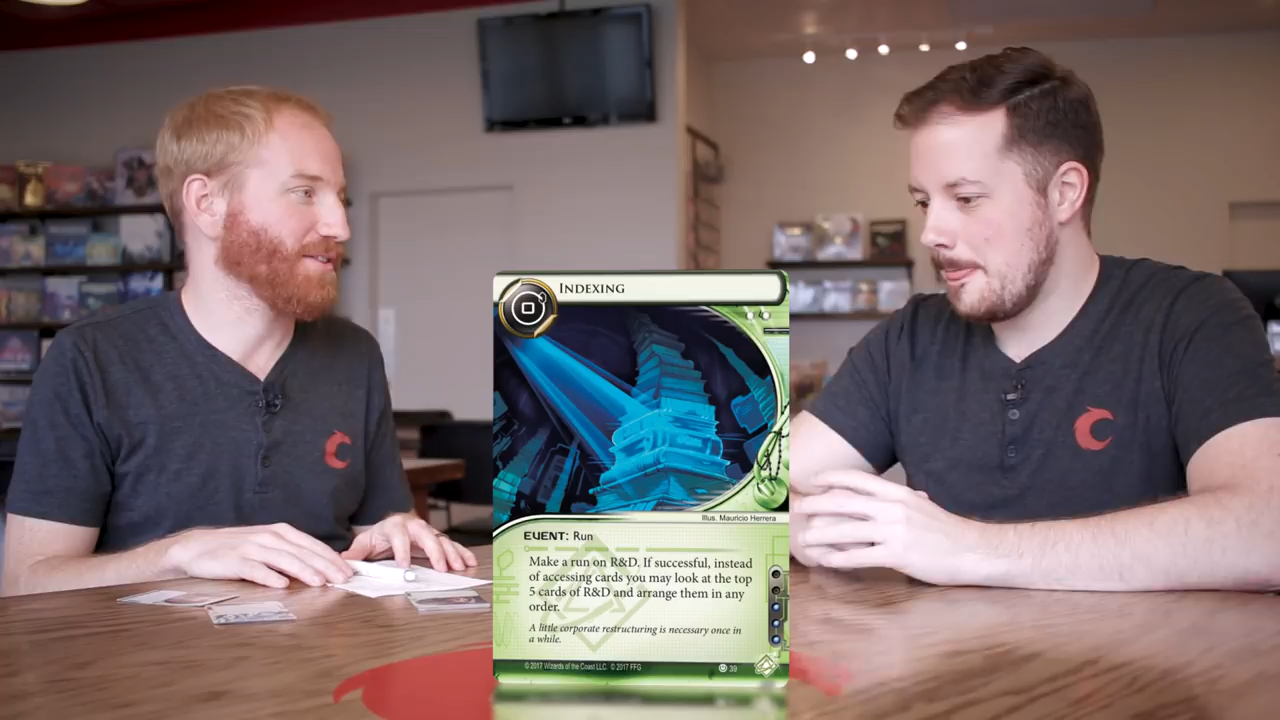 INDEXING
Illus. Mauricio Herrera
EVENT: Run
Make a run on R&D. If successful, instead
of accessing cards you may look at the top
5 cards of R&D and arrange them in any
order.
A little corporate restructuring is necessary once in
a while.
© 2017 Wizards of the Coast LLC. © 2017 FFG
39